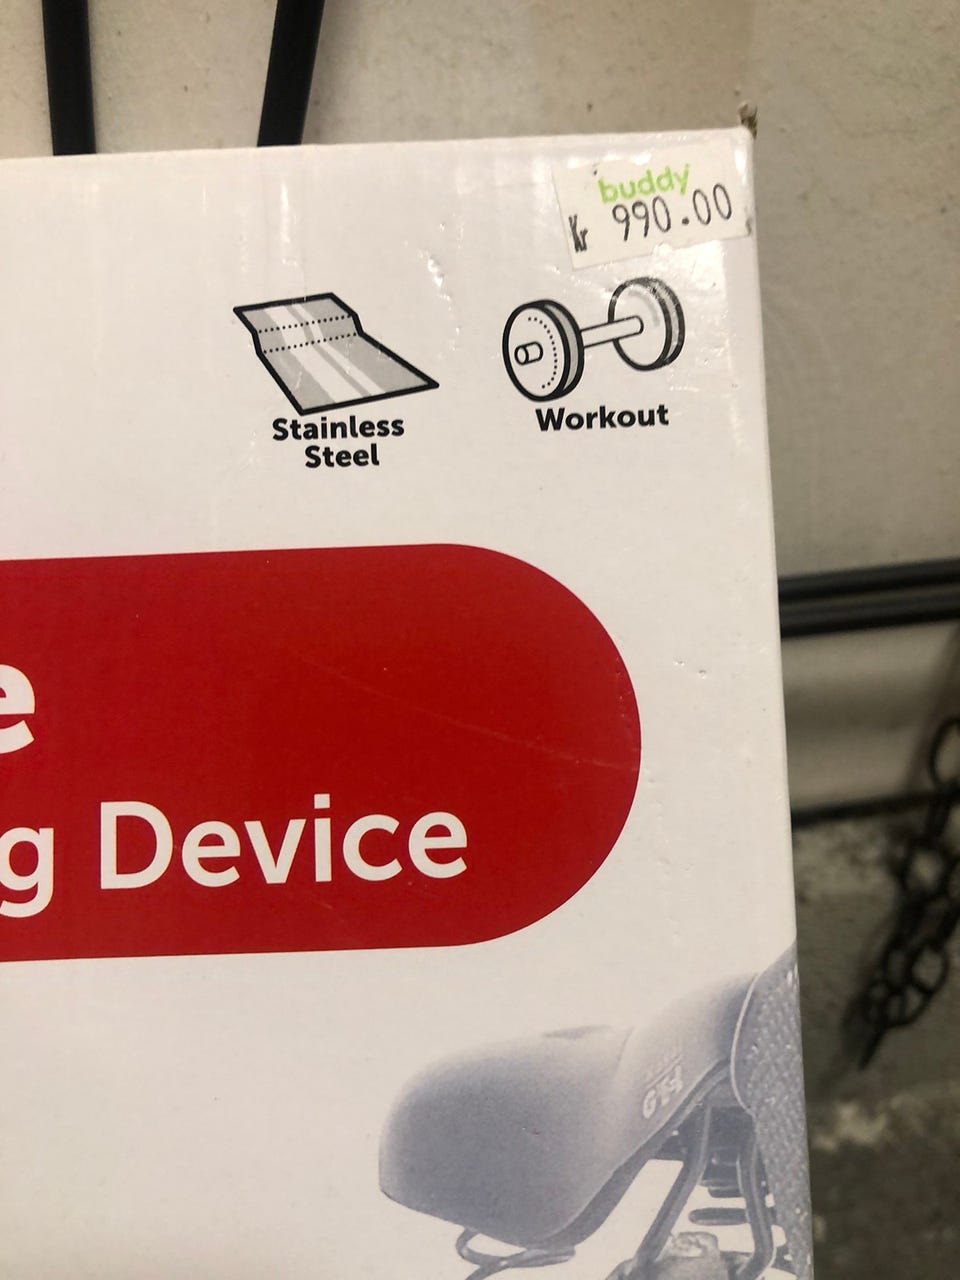 buddy
Kr 990.00
Stainless
Steel
Workout
e
g Device